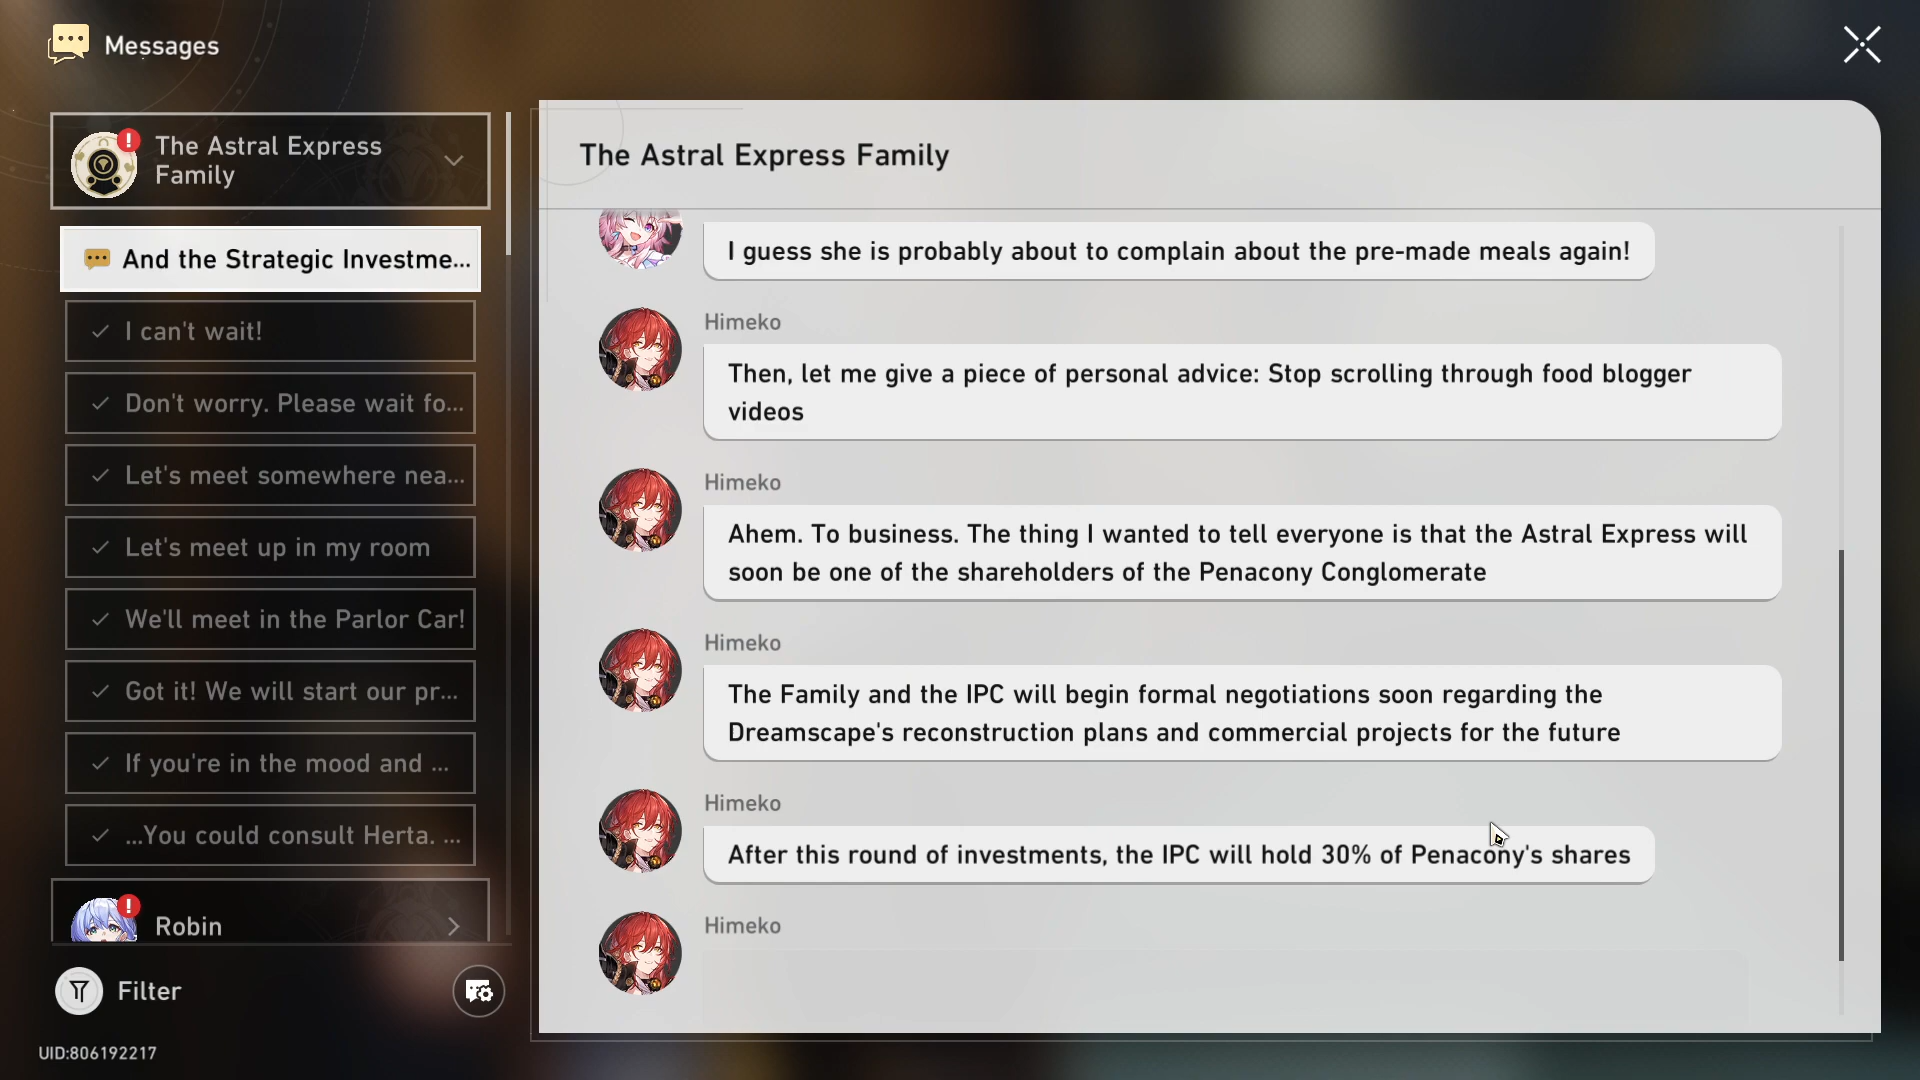 Messages
The Astral Express
Family
And the Strategic Investme...
I can't wait!
Don't worry. Please wait fo...
Let's meet somewhere nea...
Let's meet up in my room
We'll meet in the Parlor Car!
Got it! We will start our pr...
If you're in the mood and ...
...You could consult Herta. ...
Robin
Filter
UID:806192217
The Astral Express Family
I guess she is probably about to complain about the pre-made meals again!
Himeko
Then, let me give a piece of personal advice: Stop scrolling through food blogger
videos
Himeko
Ahem. To business. The thing I wanted to tell everyone is that the Astral Express will
soon be one of the shareholders of the Penacony Conglomerate
Himeko
The Family and the IPC will begin formal negotiations soon regarding the
Dreamscape's reconstruction plans and commercial projects for the future
Himeko
After this round of investments, the IPC will hold 30% of Penacony's shares
Himeko